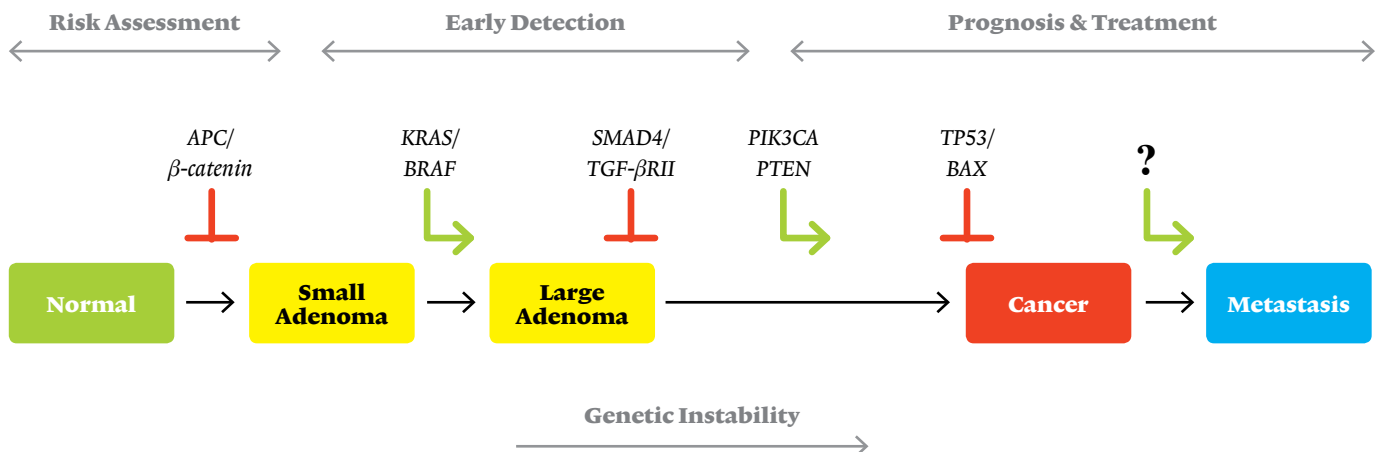 Risk Assessment
Early Detection
Prognosis & Treatment
APC/
β-catenin
KRAS/
BRAF
SMAD4/
TGF-βRII
PIK3CA
PTEN
TP53/
BAX
?
Normal
Small
Adenoma
Large
Adenoma
Cancer
Metastasis
Genetic Instability